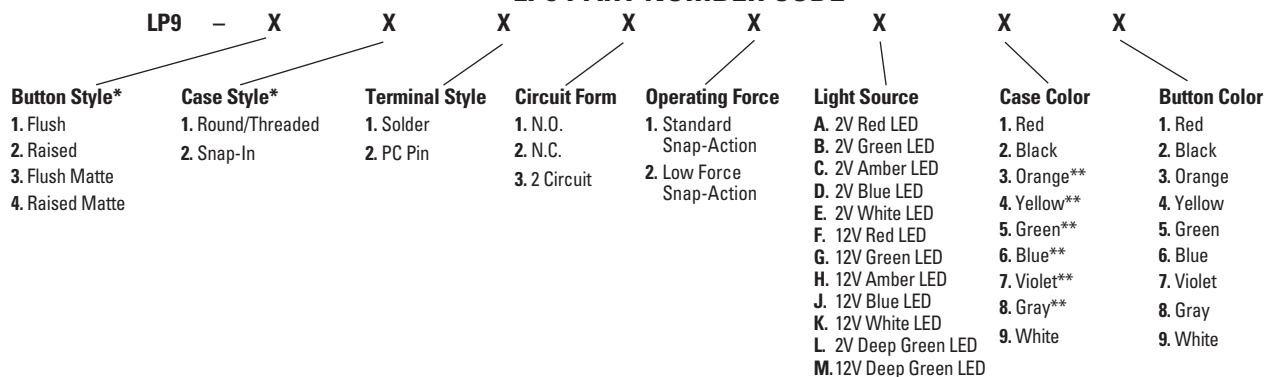 LP9 – X X X X X X X X
Button Style*
1. Flush
2. Raised
3. Flush Matte
4. Raised Matte
Case Style*
1. Round/Threaded
2. Snap-In
Terminal Style
1. Solder
2. PC Pin
Circuit Form
1. N.O.
2. N.C.
3. 2 Circuit
Operating Force
1. Standard
Snap-Action
2. Low Force
Snap-Action
Light Source
A. 2V Red LED
B. 2V Green LED
C. 2V Amber LED
D. 2V Blue LED
E. 2V White LED
F. 12V Red LED
G. 12V Green LED
H. 12V Amber LED
J. 12V Blue LED
K. 12V White LED
L. 2V Deep Green LED
M. 12V Deep Green LED
Case Color
1. Red
2. Black
3. Orange**
4. Yellow**
5. Green**
6. Blue**
7. Violet**
8. Gray**
9. White
Button Color
1. Red
2. Black
3. Orange
4. Yellow
5. Green
6. Blue
7. Violet
8. Gray
9. White